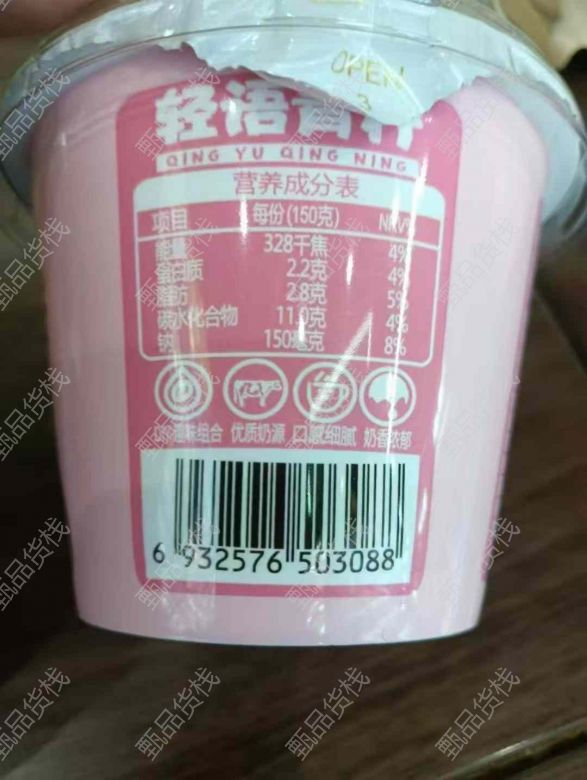 OPEN
3
轻语青柠
QING YU QING NING
营养成分表
项目 每份(150克) NRV%
能量 328千焦 4%
蛋白质 2.2克 4%
脂肪 2.8克 5%
碳水化合物 11.0克 4%
钠 150毫克 8%
味组合 优质奶源 口感细腻 奶香浓郁
6 932576 503088
甄品货栈